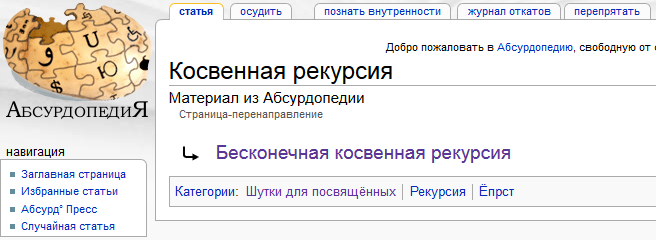 статья
осудить
познать внутренности
журнал откатов
перепрятать
Добро пожаловать в Абсурдопедию, свободную от
Косвенная рекурсия
Материал из Абсурдопедии
Страница-перенаправление
Бесконечная косвенная рекурсия
Категории: Шутки для посвящённых | Рекурсия | Ёпрст
АбсурдопедиЯ
навигация
Заглавная страница
Избранные статьи
Абсурд° Пресс
Случайная статья